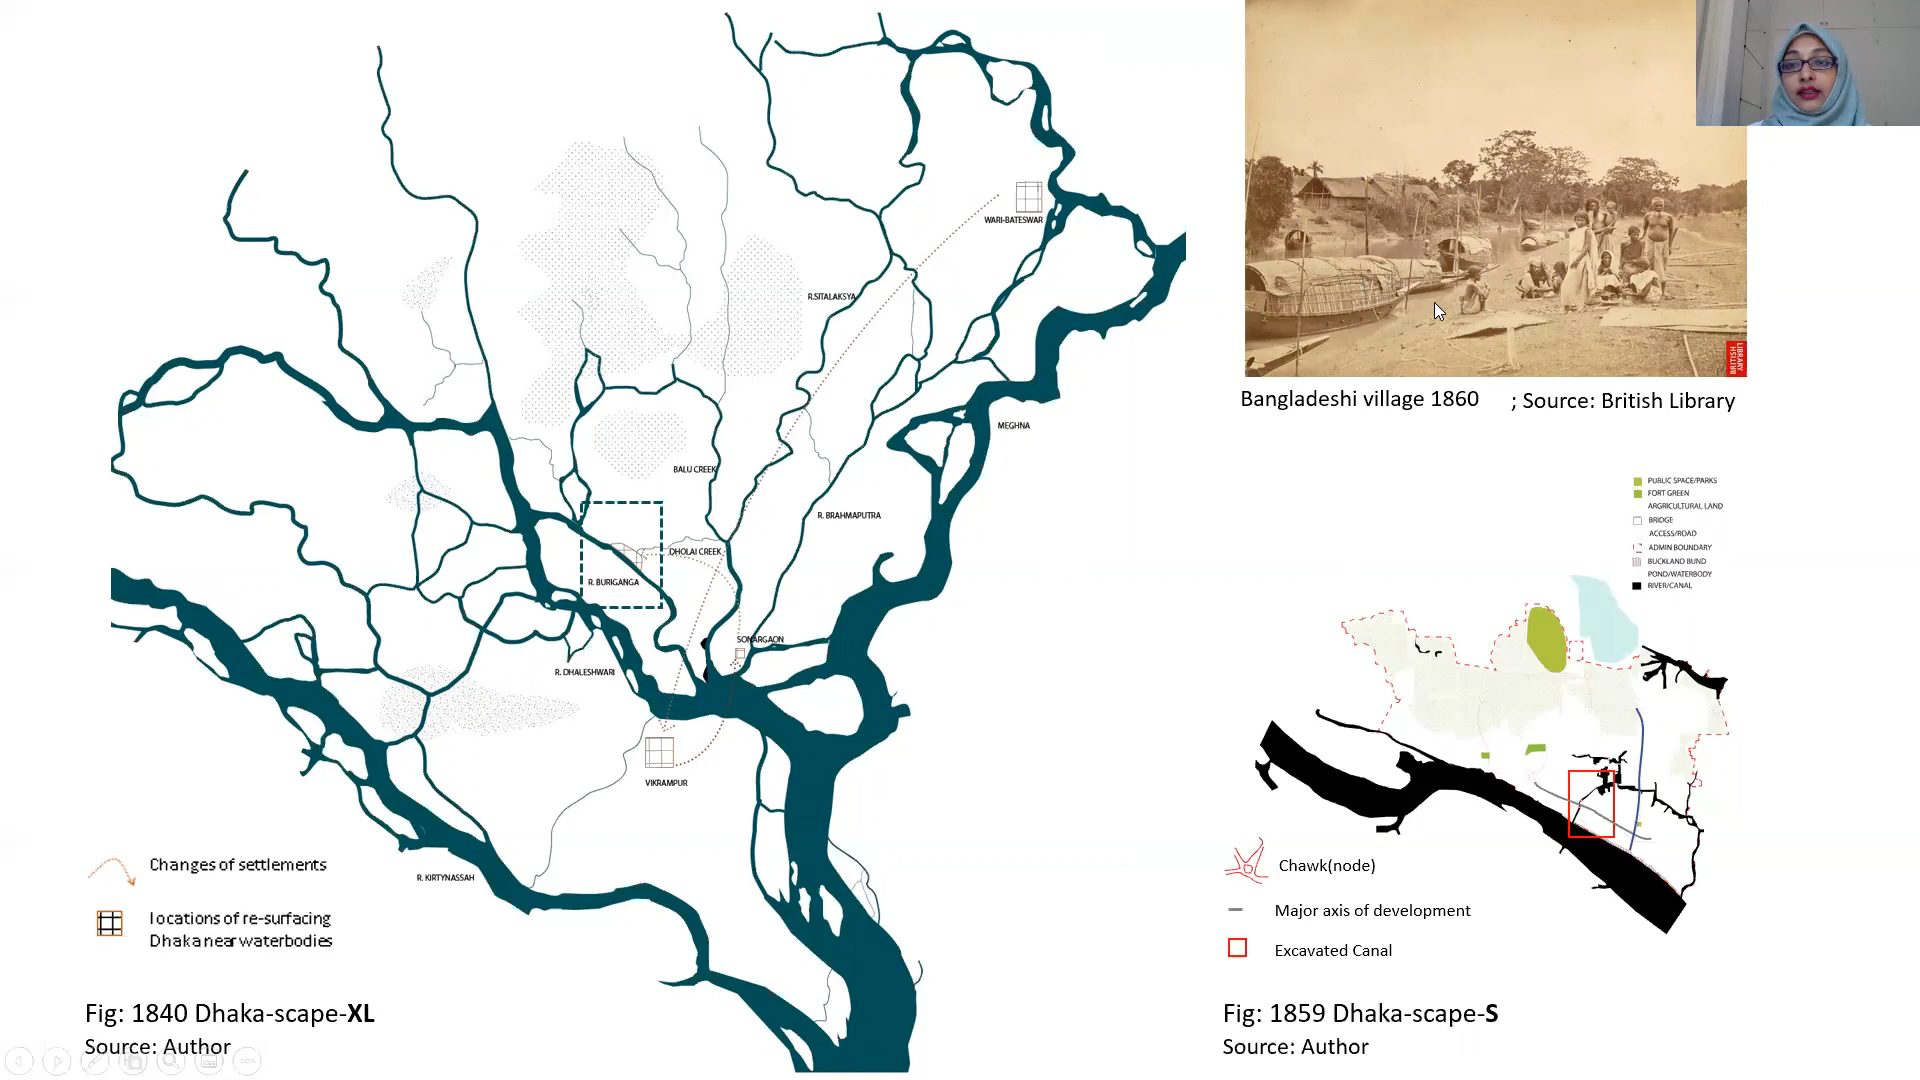 WARI-BATESWAR
R.SITALAKSYA
MEGHNA
BALU CREEK
R. BRAHMAPUTRA
DHOLAI CREEK
R. BURIGANGA
SONARGAON
R. DHALESHWARI
VIKRAMPUR
R. KIRTYNASSAH
Changes of settlements
locations of re-surfacing
Dhaka near waterbodies
Fig: 1840 Dhaka-scape-XL
Source: Author
BRITISH
LIBRARY
Bangladeshi village 1860 ; Source: British Library
PUBLIC SPACE/PARKS
FORT GREEN
ARGRICULTURAL LAND
BRIDGE
ACCESS/ROAD
ADMIN BOUNDARY
BUCKLAND BUND
POND/WATERBODY
RIVER/CANAL
Chawk(node)
Major axis of development
Excavated Canal
Fig: 1859 Dhaka-scape-S
Source: Author